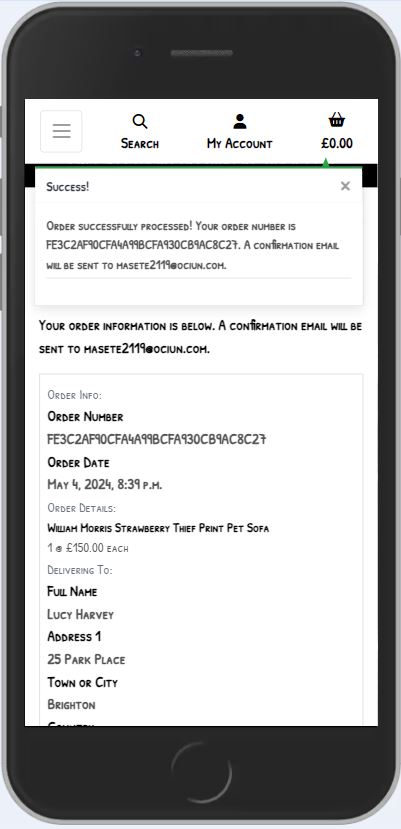 Search
My Account
£0.00
Success!
×
Order successfully processed! Your order number is
FE3C2AF90CFA4A99BCFA930CB9AC8C27. A confirmation email
will be sent to masete2119@ociun.com.
Your order information is below. A confirmation email will be
sent to masete2119@ociun.com.
Order Info:
Order Number
FE3C2AF90CFA4A99BCFA930CB9AC8C27
Order Date
May 4, 2024, 8:39 p.m.
Order Details:
William Morris Strawberry Thief Print Pet Sofa
1 @ £150.00 each
Delivering To:
Full Name
Lucy Harvey
Address 1
25 Park Place
Town or City
Brighton
Country